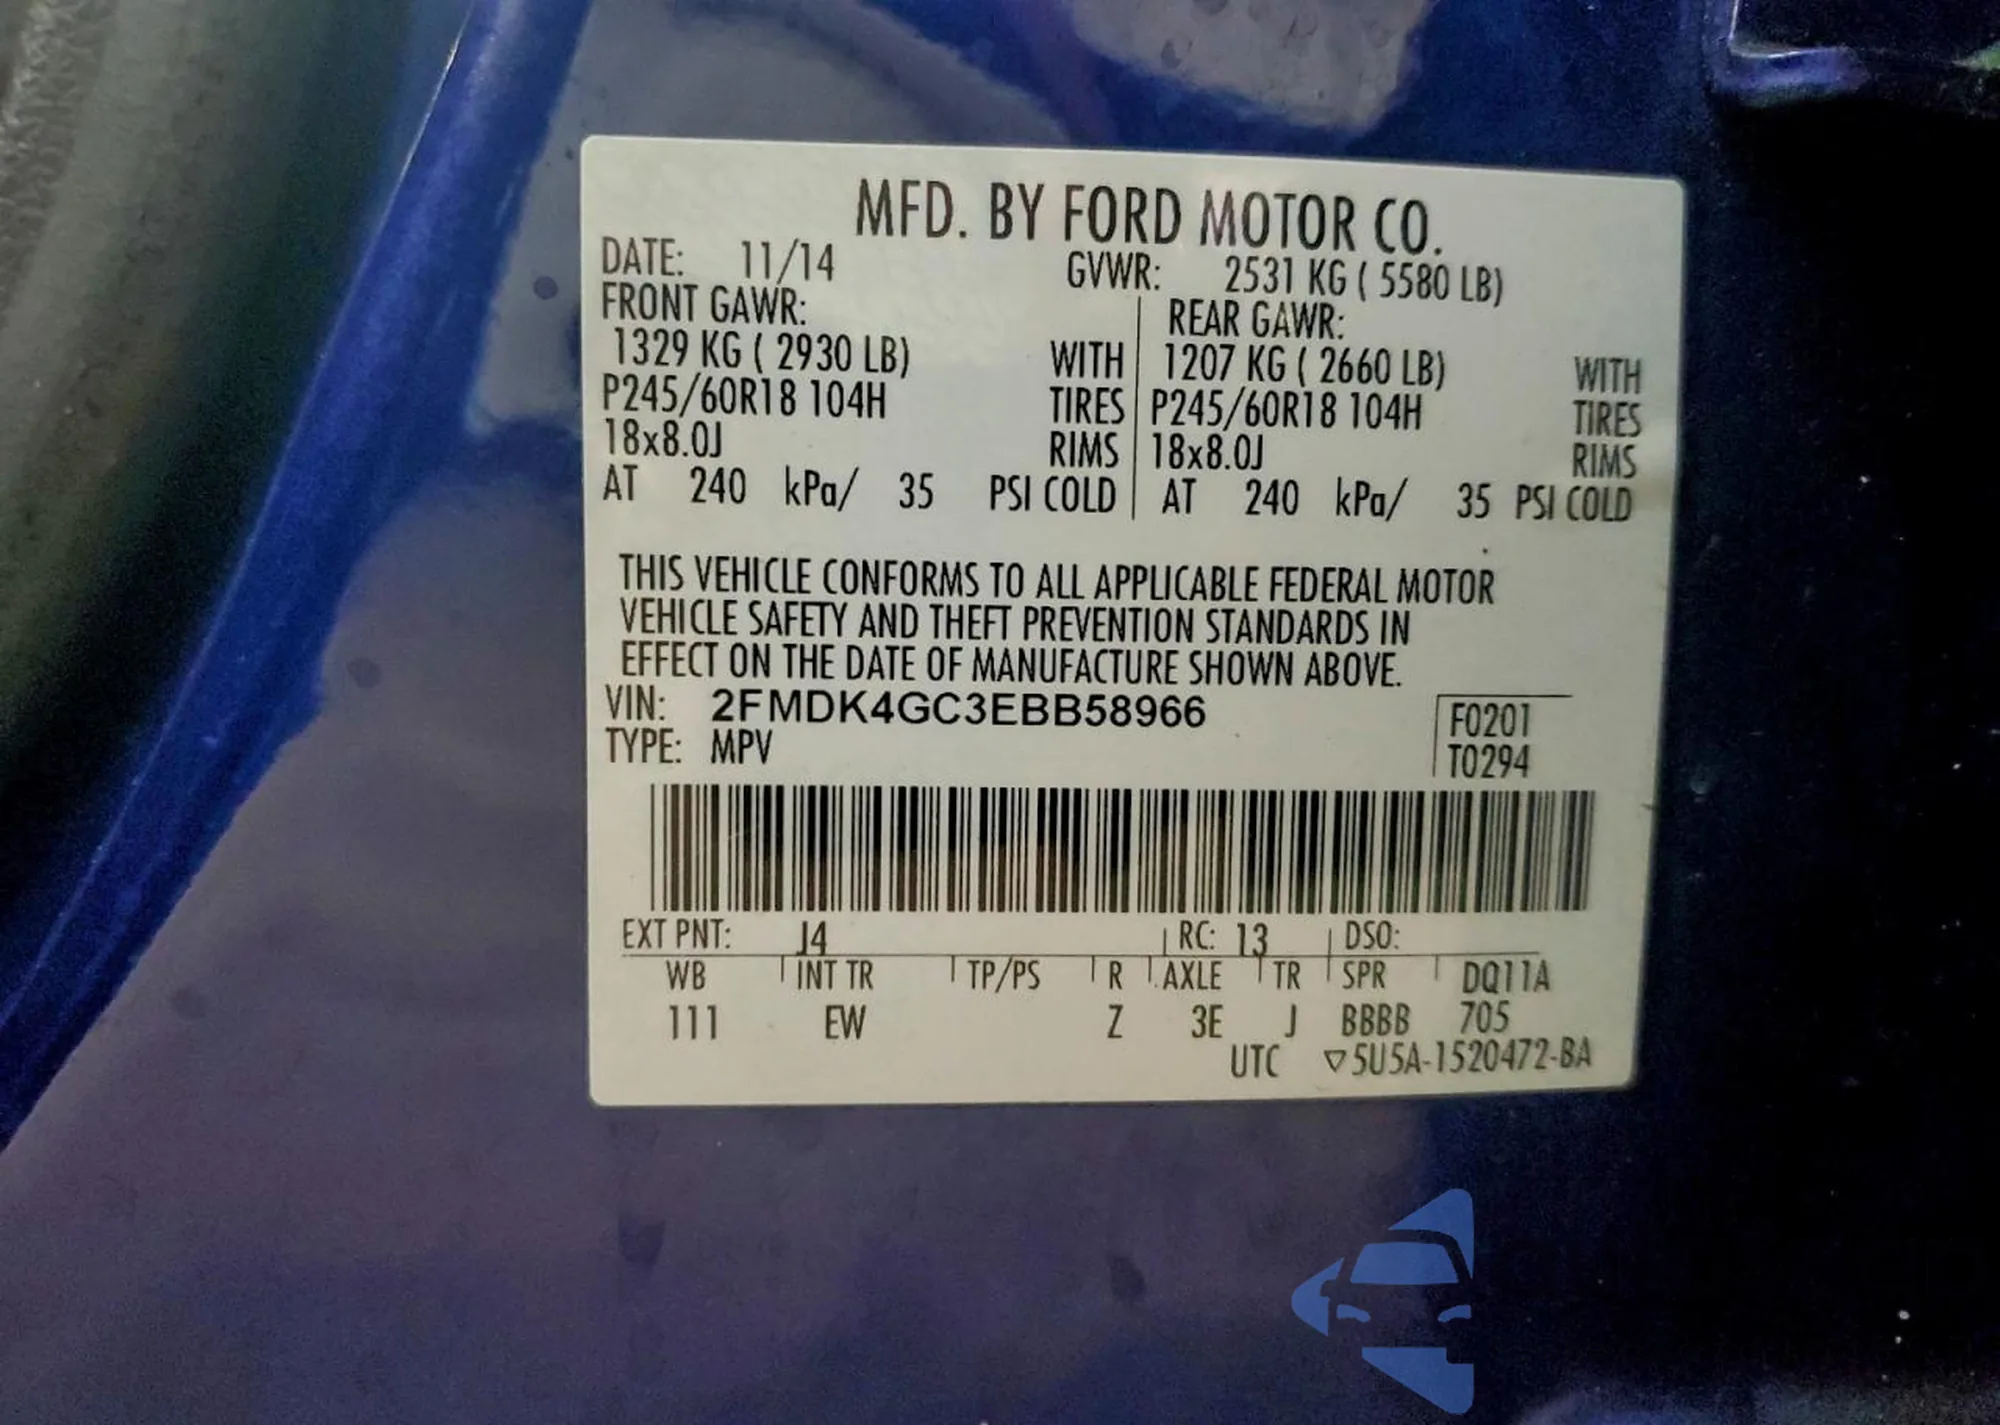 MFD. BY FORD MOTOR CO.
DATE: 11/14 GVWR: 2531 KG ( 5580 LB)
FRONT GAWR: REAR GAWR:
1329 KG ( 2930 LB) WITH 1207 KG ( 2660 LB) WITH
P245/60R18 104H TIRES P245/60R18 104H TIRES
18x8.0J RIMS 18x8.0J RIMS
AT 240 kPa/ 35 PSI COLD AT 240 kPa/ 35 PSI COLD
THIS VEHICLE CONFORMS TO ALL APPLICABLE FEDERAL MOTOR
VEHICLE SAFETY AND THEFT PREVENTION STANDARDS IN
EFFECT ON THE DATE OF MANUFACTURE SHOWN ABOVE.
VIN: 2FMDK4GC3EBB58966 F0201
TYPE: MPV T0294
EXT PNT: J4 RC: 13 DSO:
WB INT TR TP/PS R AXLE TR SPR DQ11A
111 EW Z 3E J BBBB 705
UTC ▽5U5A-1520472-BA